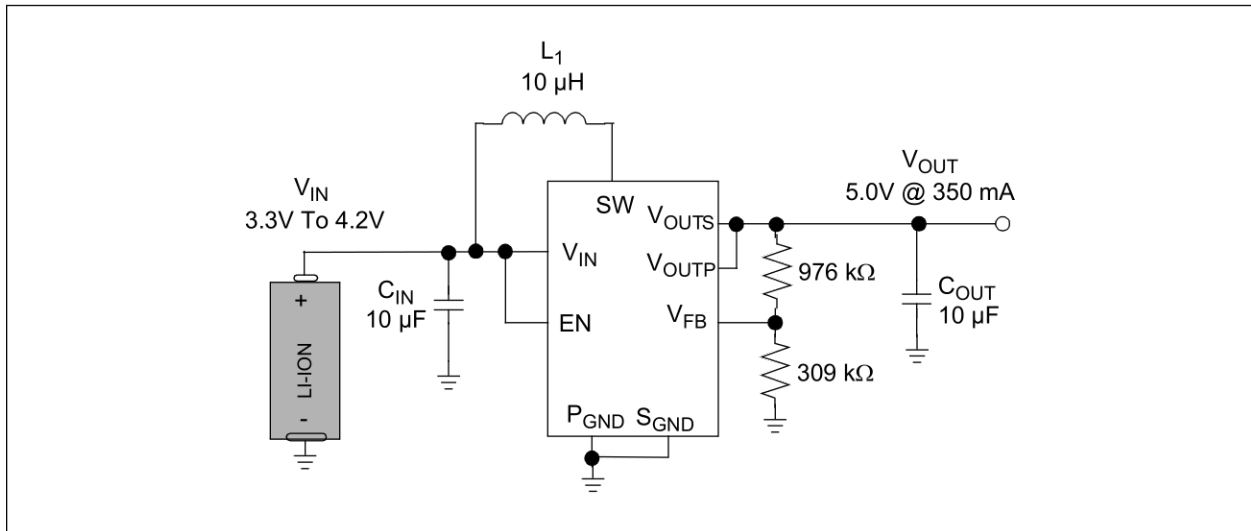 L1
10 µH
VIN
3.3V To 4.2V
VOUT
5.0V @ 350 mA
SW
VOUTS
VIN
VOUTP
976 kΩ
CIN
10 µF
COUT
10 µF
EN
VFB
309 kΩ
+
LI-ION
-
PGND SGND